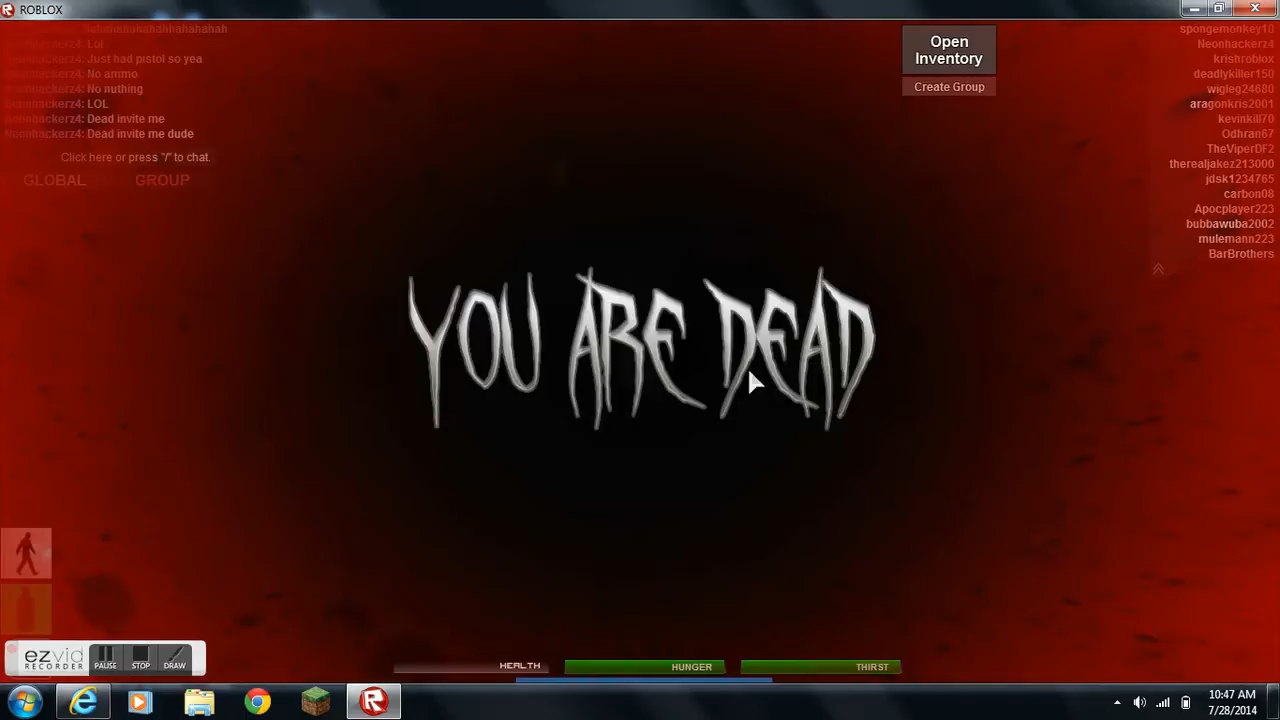 ROBLOX
Lol
Neonhackerz4: Just had pistol so yea
Neonhackerz4: No ammo
Neonhackerz4: No nuthing
Neonhackerz4: LOL
Neonhackerz4: Dead invite me
Neonhackerz4: Dead invite me dude
Click here or press "/" to chat.
GLOBAL GROUP
Open
Inventory
Create Group
spongemonkey10
Neonhackerz4
krishroblox
deadlykiller150
wigleg24680
aragonkris2001
kevinkill70
Odhran67
TheViperDF2
therealjakez213000
jdsk1234765
carbon08
Apocplayer223
bubbawuba2002
mulemann223
BarBrothers
YOU ARE DEAD
ezvid
RECORDER
PAUSE STOP DRAW
HEALTH HUNGER THIRST
10:47 AM
7/28/2014